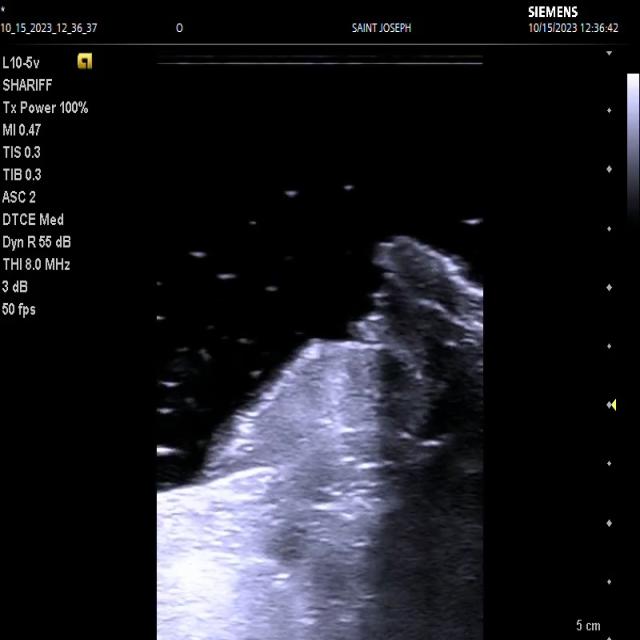 *
SIEMENS
10_15_2023_12_36_37 O SAINT JOSEPH 10/15/2023 12:36:42
L10-5v
SHARIFF
Tx Power 100%
MI 0.47
TIS 0.3
TIB 0.3
ASC 2
DTCE Med
Dyn R 55 dB
THI 8.0 MHz
3 dB
50 fps
5 cm